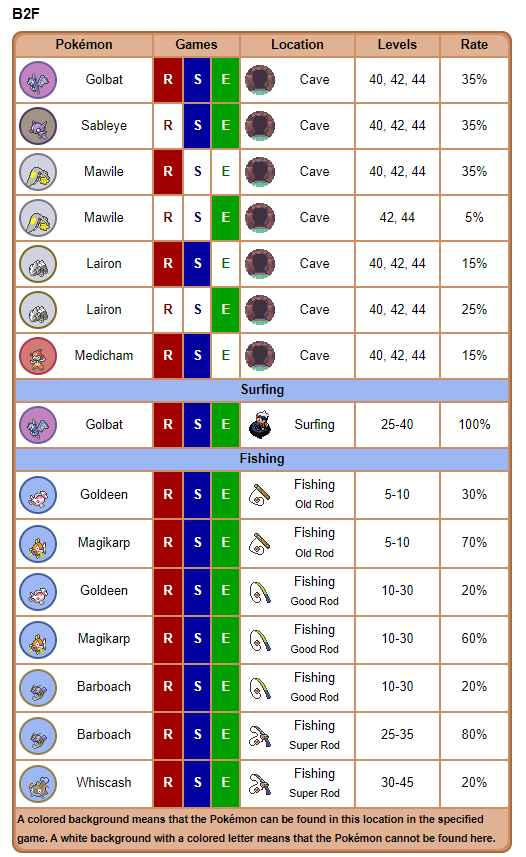 B2F
Pokémon Games Location Levels Rate
Golbat R S E Cave 40, 42, 44 35%
Sableye R S E Cave 40, 42, 44 35%
Mawile R S E Cave 40, 42, 44 35%
Mawile R S E Cave 42, 44 5%
Lairon R S E Cave 40, 42, 44 15%
Lairon R S E Cave 40, 42, 44 25%
Medicham R S E Cave 40, 42, 44 15%
Surfing
Golbat R S E Surfing 25-40 100%
Fishing
Goldeen R S E Fishing 5-10 30%
Old Rod
Magikarp R S E Fishing 5-10 70%
Old Rod
Goldeen R S E Fishing 10-30 20%
Good Rod
Magikarp R S E Fishing 10-30 60%
Good Rod
Barboach R S E Fishing 10-30 20%
Good Rod
Barboach R S E Fishing 25-35 80%
Super Rod
Whiscash R S E Fishing 30-45 20%
Super Rod
A colored background means that the Pokémon can be found in this location in the specified
game. A white background with a colored letter means that the Pokémon cannot be found here.